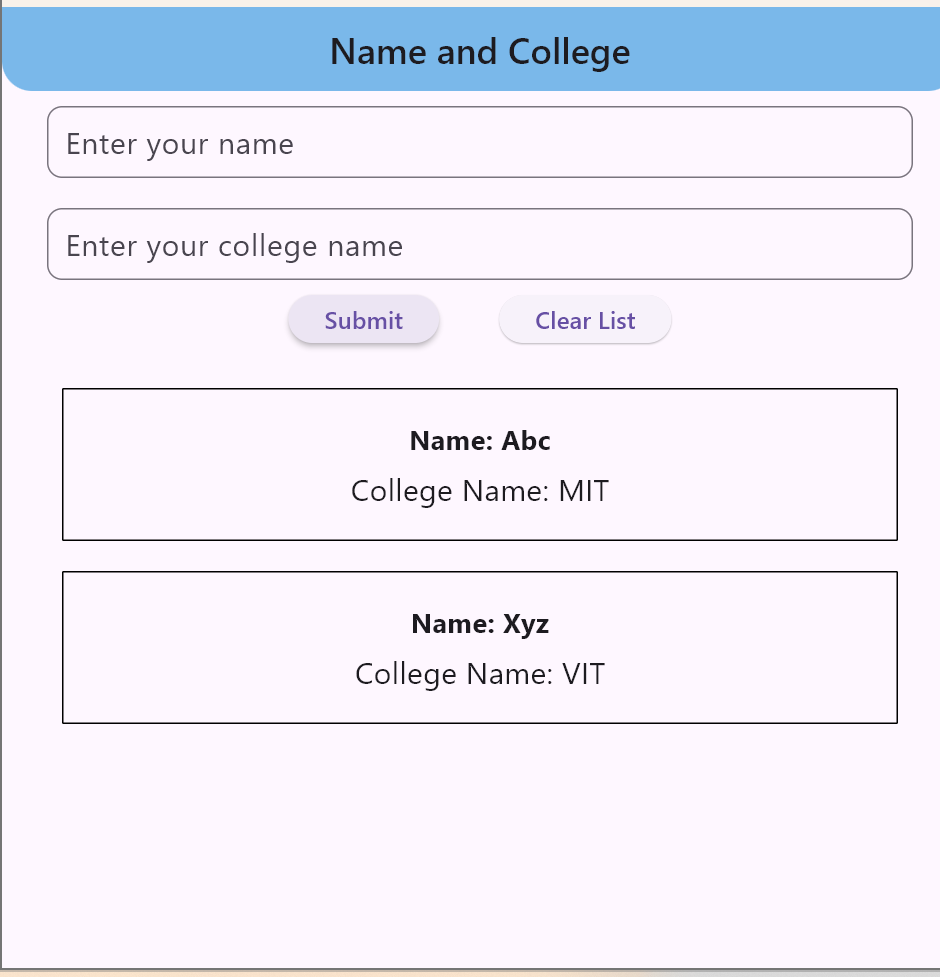 Name and College
Enter your name
Enter your college name
Submit Clear List
Name: Abc
College Name: MIT
Name: Xyz
College Name: VIT